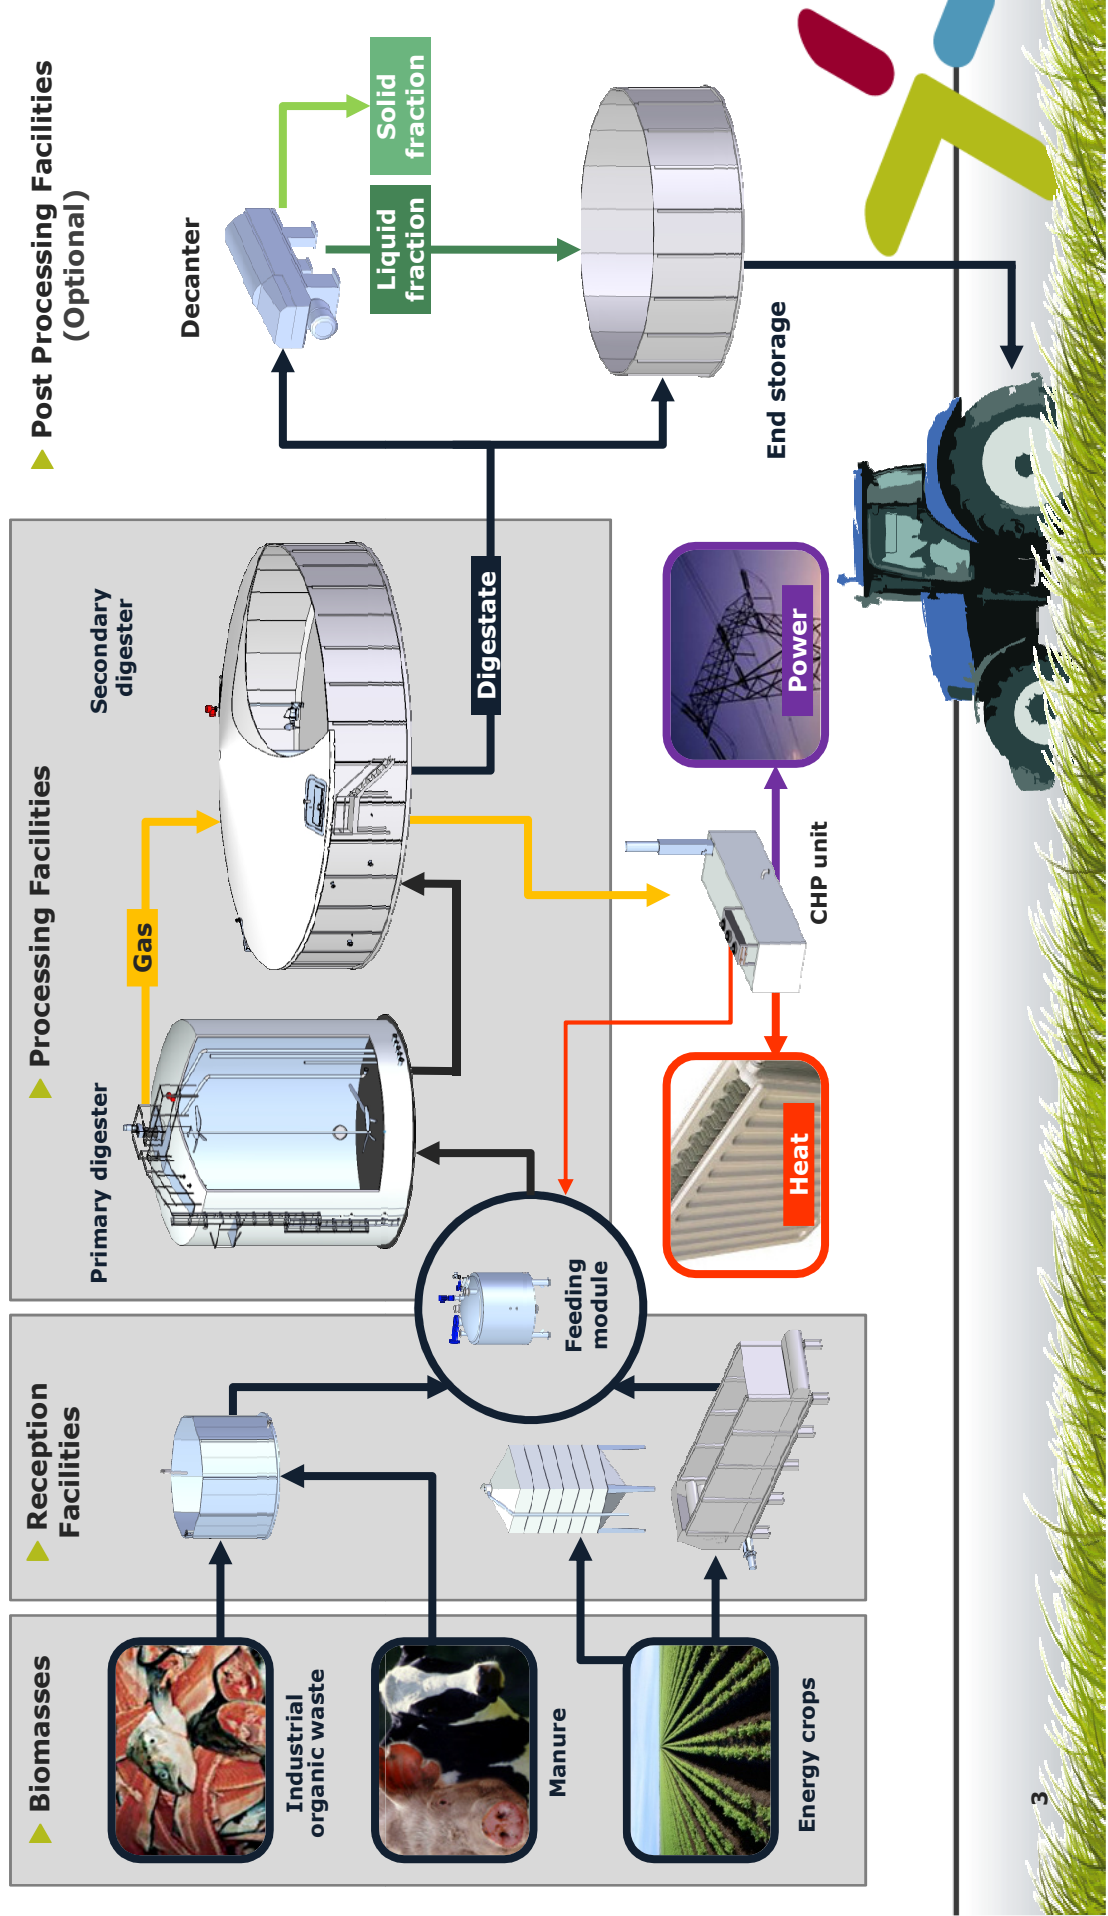 Biomasses
Industrial
organic waste
Manure
Energy crops
Reception
Facilities
Feeding
module
Processing Facilities
Primary digester
Gas
Secondary
digester
Digestate
CHP unit
Heat
Power
Post Processing Facilities
(Optional)
Decanter
Liquid
fraction
Solid
fraction
End storage
3